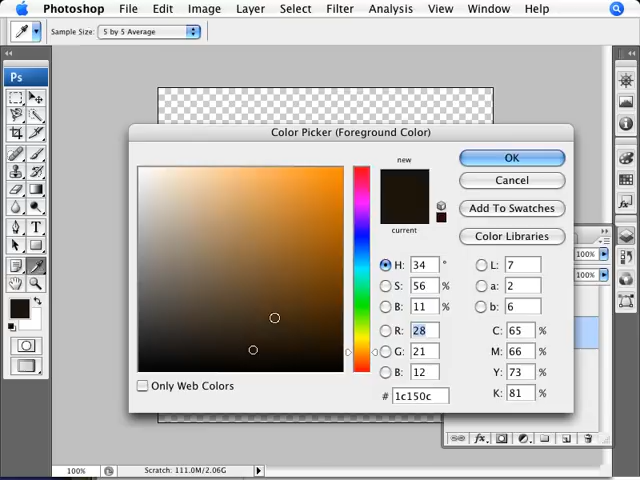 Photoshop File Edit Image Layer Select Filter Analysis View Window Help
Sample Size: 5 by 5 Average
Ps
Color Picker (Foreground Color)
new
current
OK
Cancel
Add To Swatches
Color Libraries
H: 34 °
S: 56 %
B: 11 %
R: 28
G: 21
B: 12
# 1c150c
L: 7
a: 2
b: 6
C: 65 %
M: 66 %
Y: 73 %
K: 81 %
Only Web Colors
100%
100%
fx
100% Scratch: 111.0M/2.06G